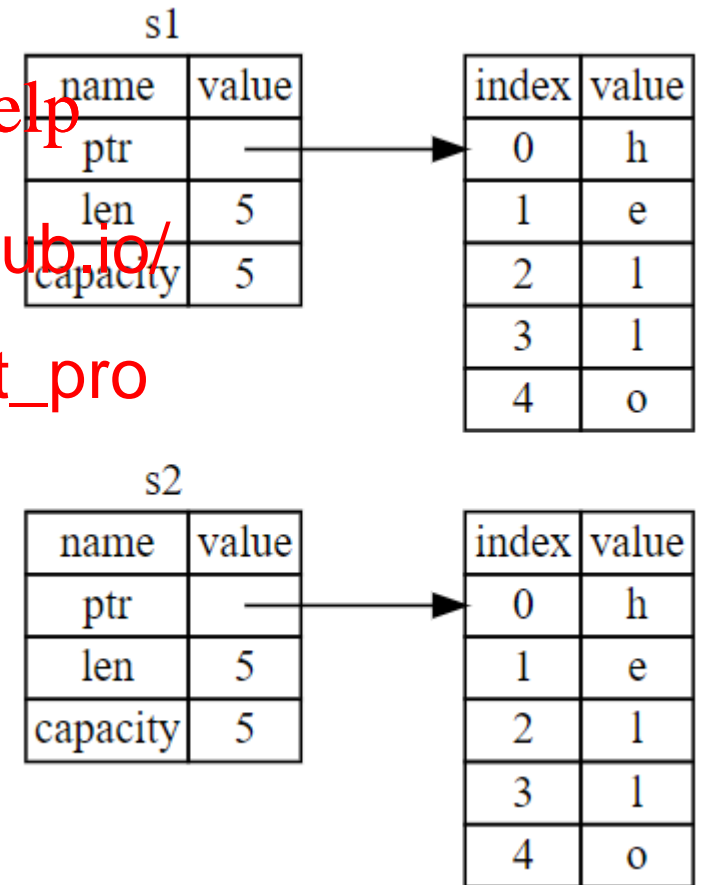 s1
name value
ptr
len 5
capacity 5
index value
0 h
1 e
2 l
3 l
4 o
elp
ub.io/
t_pro
s2
name value
ptr
len 5
capacity 5
index value
0 h
1 e
2 l
3 l
4 o